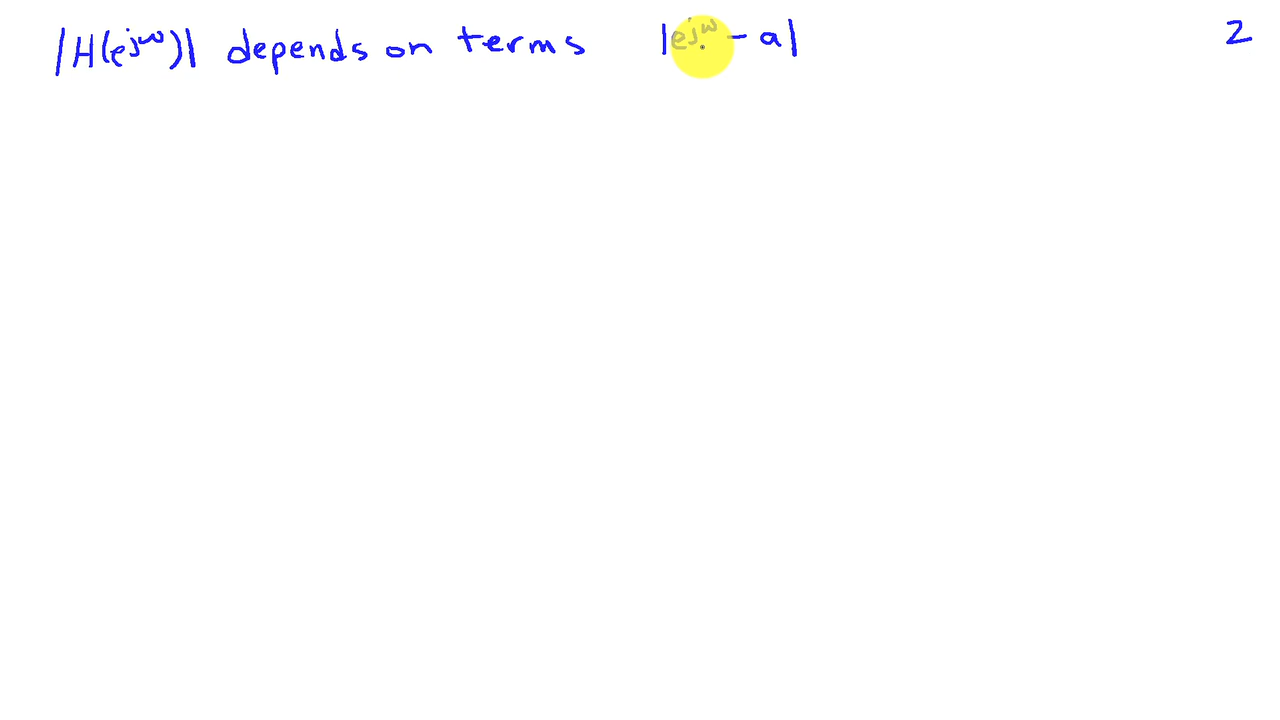 |H(e^{jω})| depends on terms |e^{jω} - a| 2